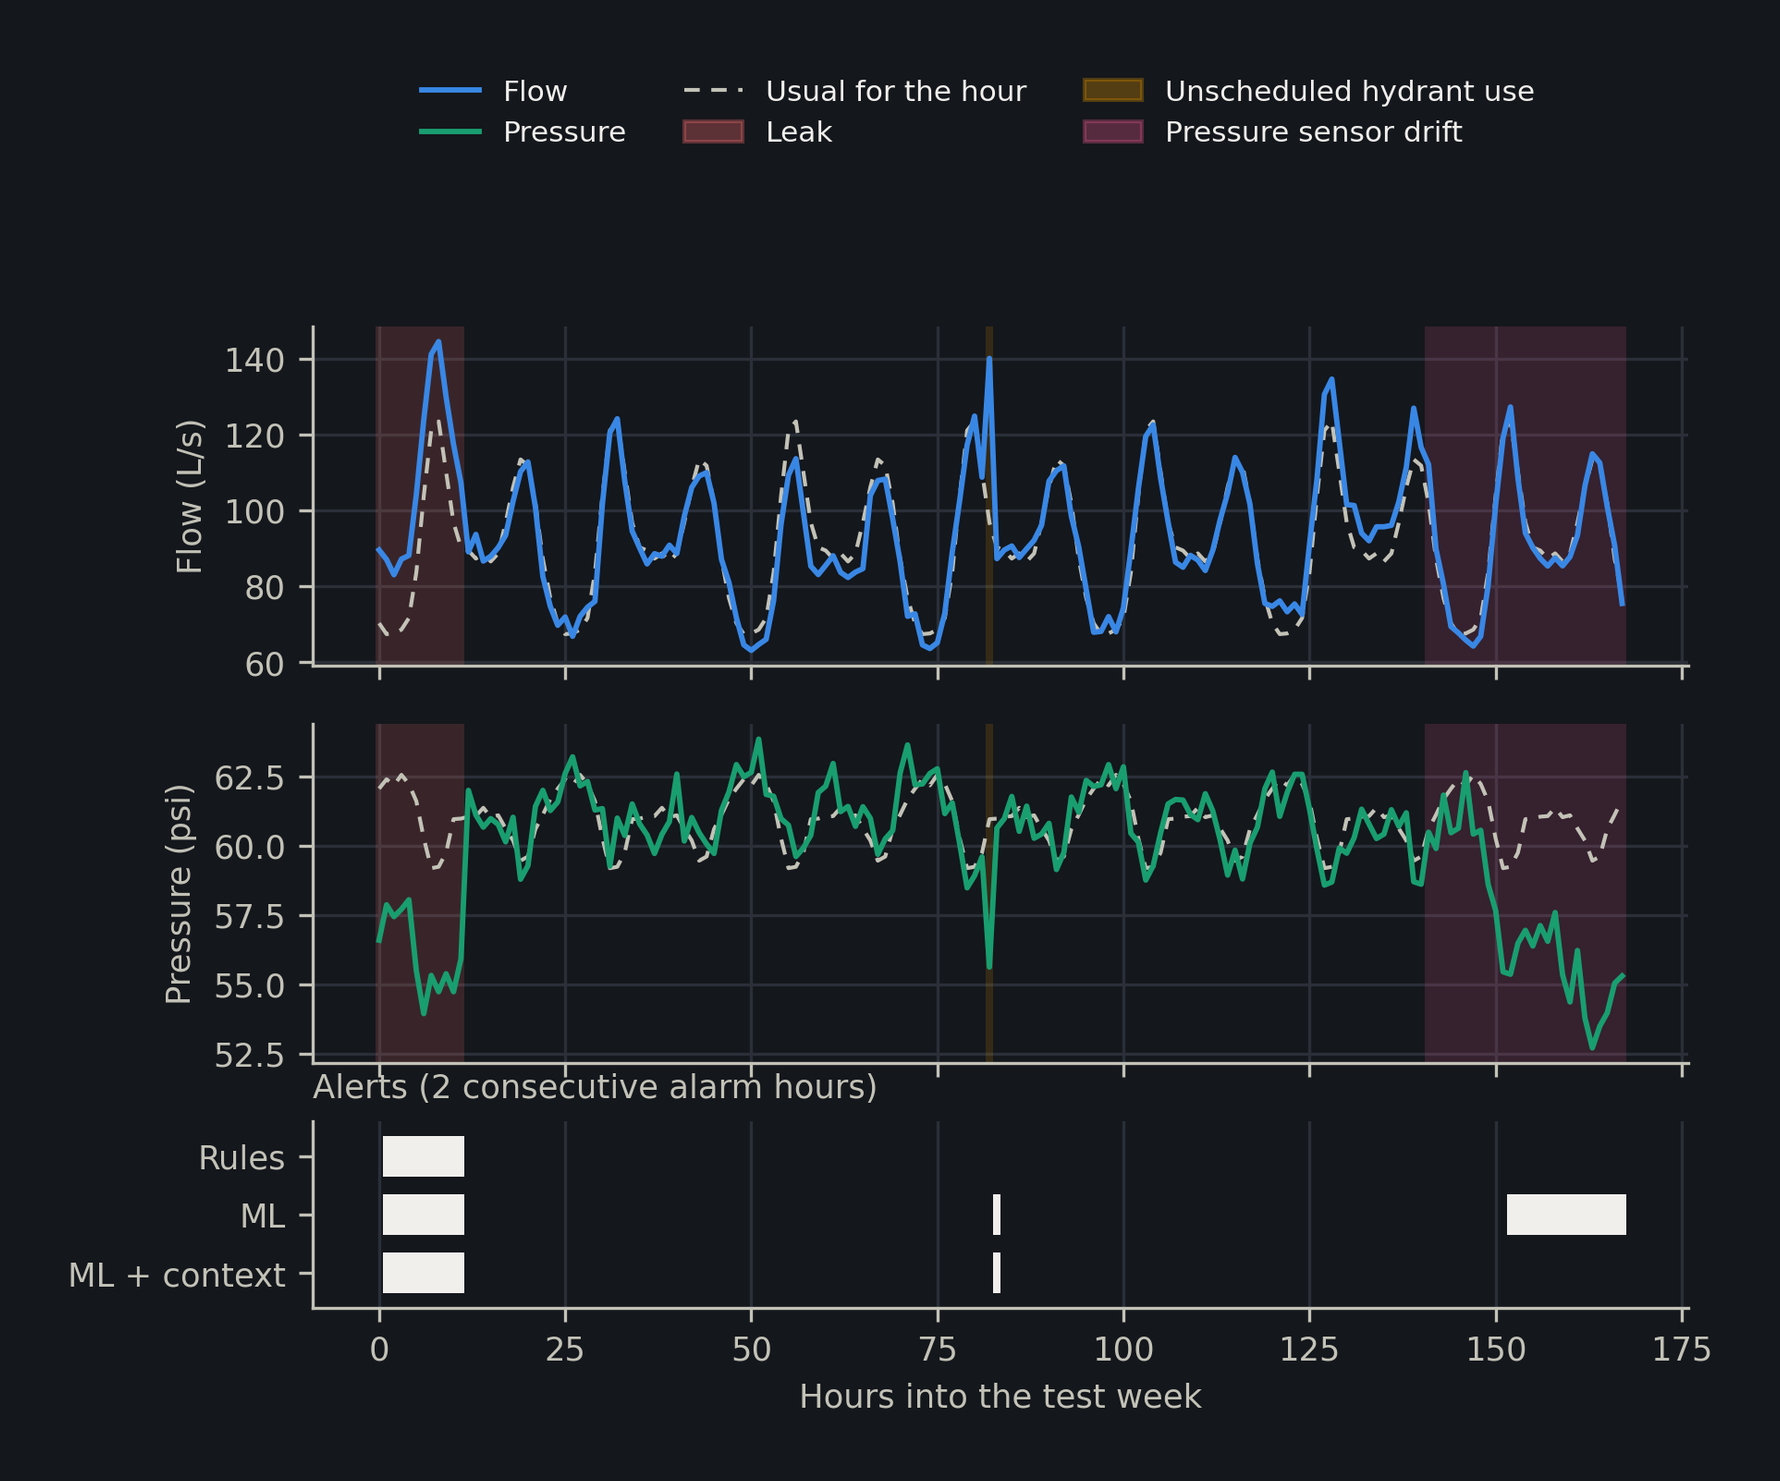 Flow
Pressure
Usual for the hour
Leak
Unscheduled hydrant use
Pressure sensor drift
Flow (L/s)
140
120
100
80
60
Pressure (psi)
62.5
60.0
57.5
55.0
52.5
Alerts (2 consecutive alarm hours)
Rules
ML
ML + context
0 25 50 75 100 125 150 175
Hours into the test week